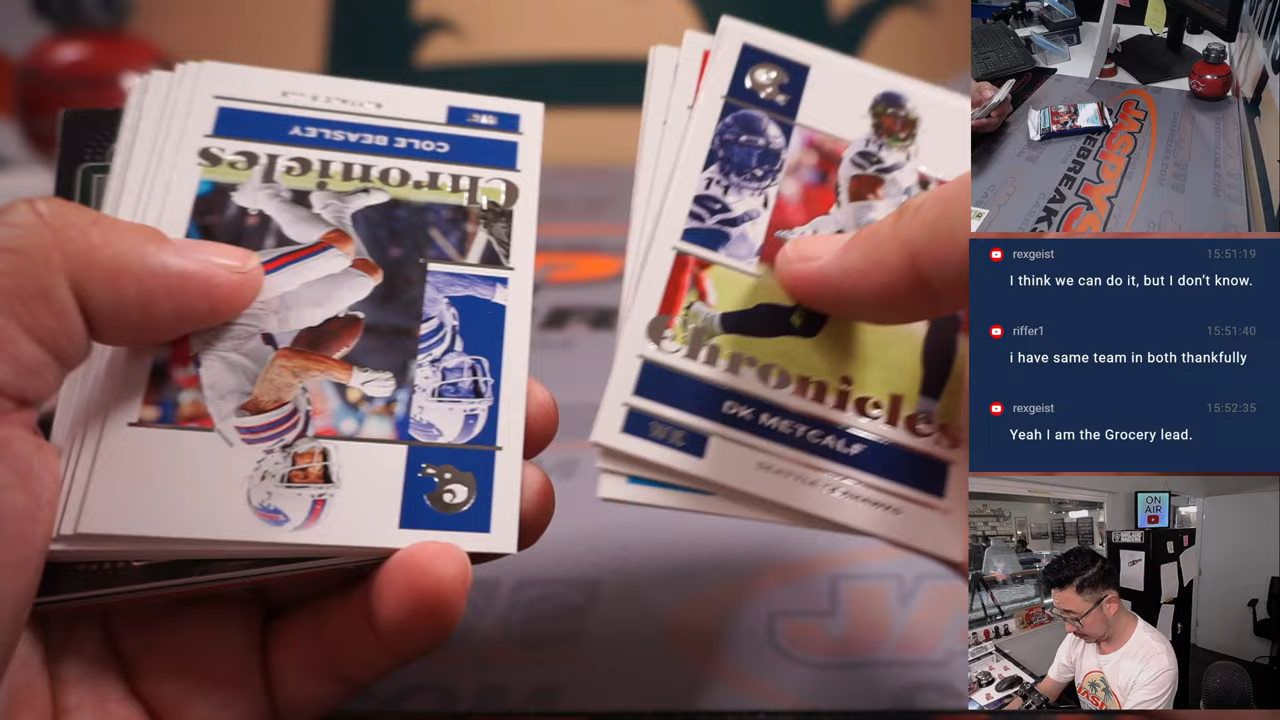 COLE BEASLEY
Chronicles
Chronicles
DK METCALF
JASPYS
CASEBREAKS
rexgeist 15:51:19
I think we can do it, but I don't know.
riffer1 15:51:40
i have same team in both thankfully
rexgeist 15:52:35
Yeah I am the Grocery lead.
ON
AIR